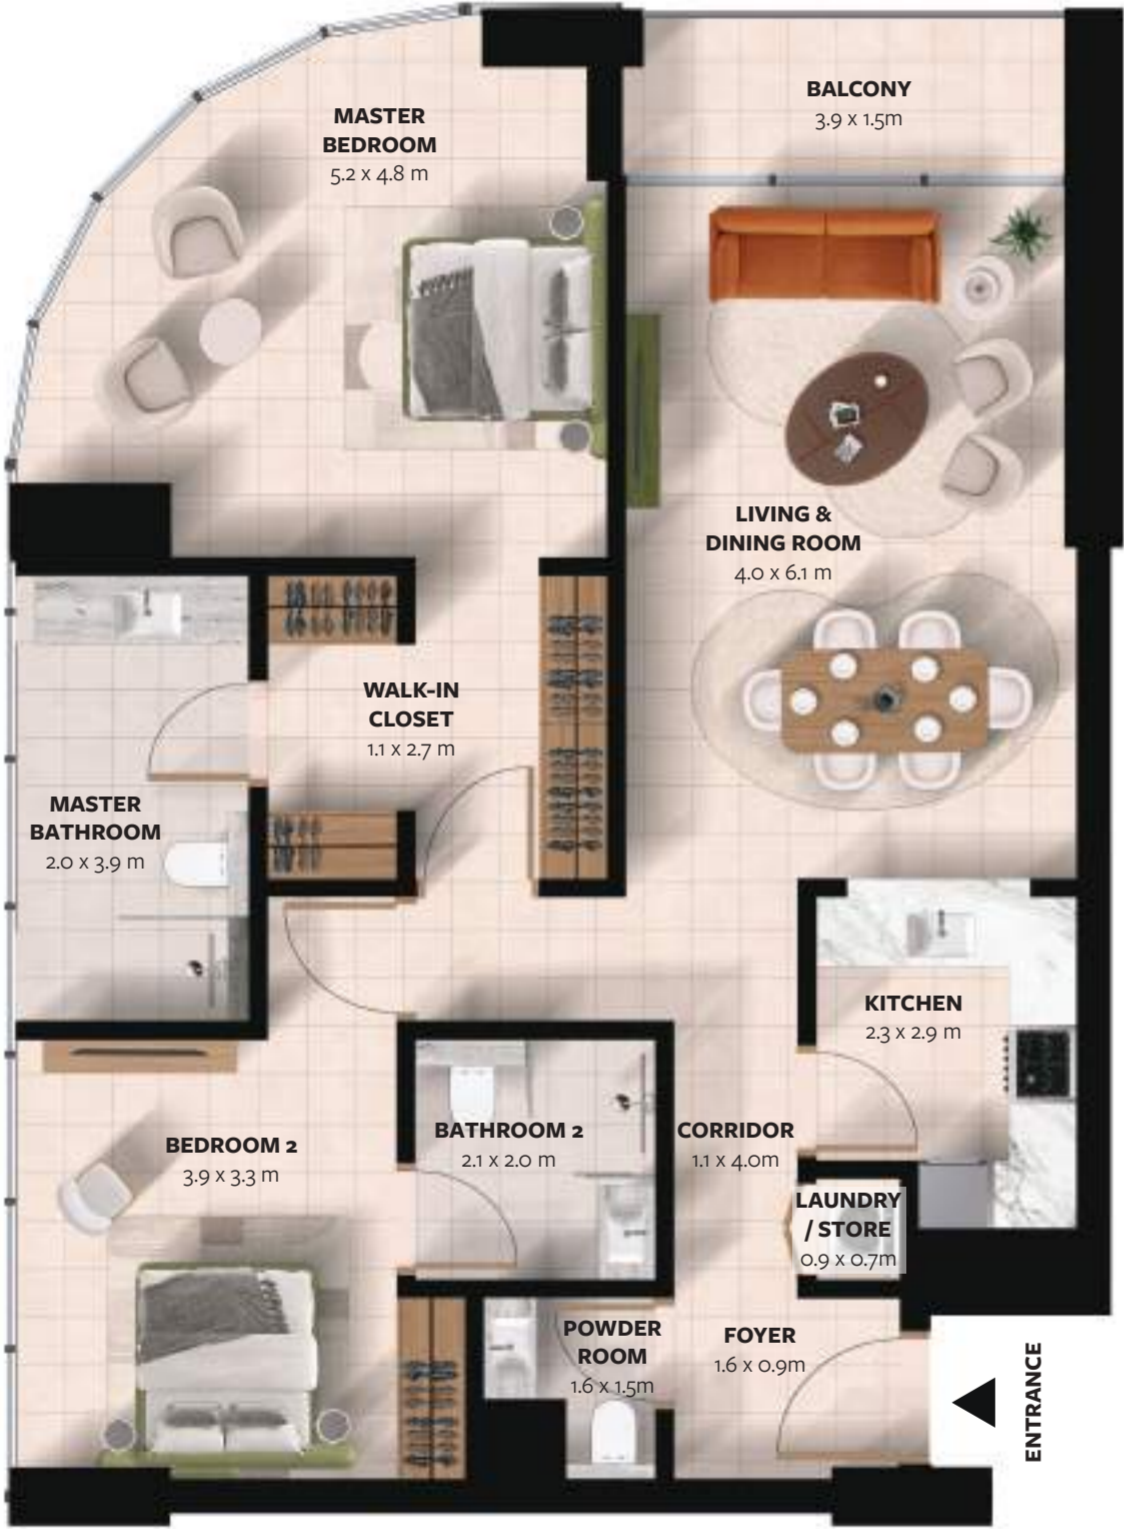 BALCONY
3.9 x 1.5m
MASTER
BEDROOM
5.2 x 4.8 m
LIVING &
DINING ROOM
4.0 x 6.1 m
WALK-IN
CLOSET
1.1 x 2.7 m
MASTER
BATHROOM
2.0 x 3.9 m
KITCHEN
2.3 x 2.9 m
BEDROOM 2
3.9 x 3.3 m
BATHROOM 2
2.1 x 2.0 m
CORRIDOR
1.1 x 4.0m
LAUNDRY
/ STORE
0.9 x 0.7m
POWDER
ROOM
1.6 x 1.5m
FOYER
1.6 x 0.9m
ENTRANCE